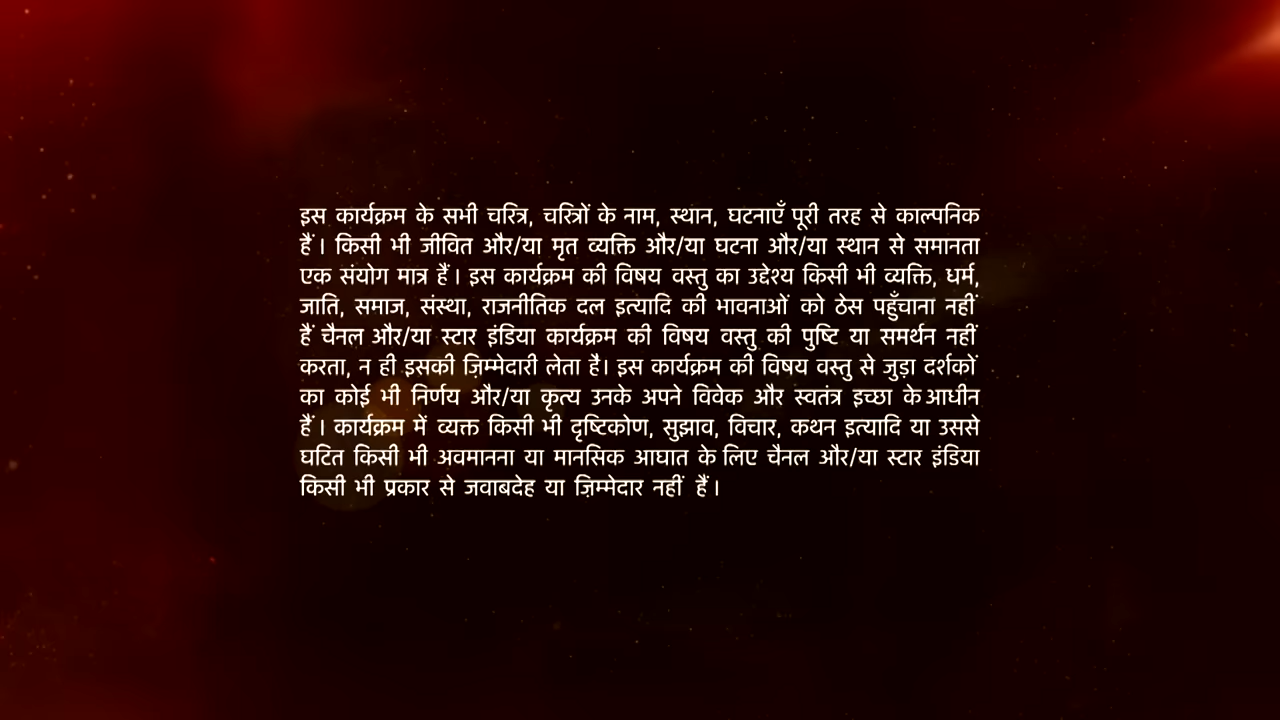 इस कार्यक्रम के सभी चरित्र, चरित्रों के नाम, स्थान, घटनाएँ पूरी तरह से काल्पनिक
हैं । किसी भी जीवित और/या मृत व्यक्ति और/या घटना और/या स्थान से समानता
एक संयोग मात्र हैं । इस कार्यक्रम की विषय वस्तु का उद्देश्य किसी भी व्यक्ति, धर्म,
जाति, समाज, संस्था, राजनीतिक दल इत्यादि की भावनाओं को ठेस पहुँचाना नहीं
हैं चैनल और/या स्टार इंडिया कार्यक्रम की विषय वस्तु की पुष्टि या समर्थन नहीं
करता, न ही इसकी ज़िम्मेदारी लेता है। इस कार्यक्रम की विषय वस्तु से जुड़ा दर्शकों
का कोई भी निर्णय और/या कृत्य उनके अपने विवेक और स्वतंत्र इच्छा के आधीन
हैं । कार्यक्रम में व्यक्त किसी भी दृष्टिकोण, सुझाव, विचार, कथन इत्यादि या उससे
घटित किसी भी अवमानना या मानसिक आघात के लिए चैनल और/या स्टार इंडिया
किसी भी प्रकार से जवाबदेह या ज़िम्मेदार नहीं हैं ।